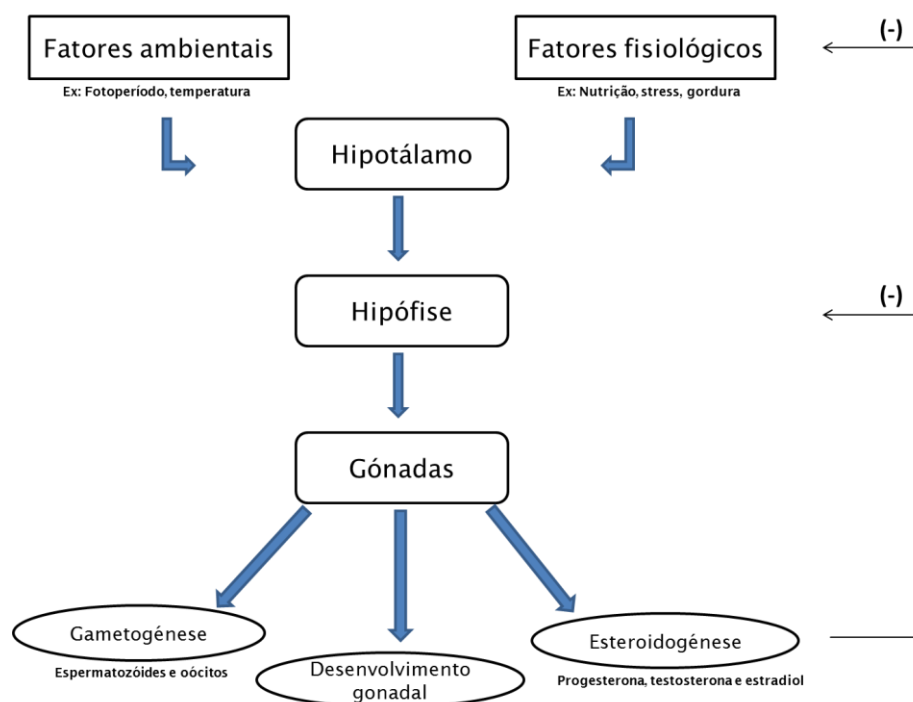 Fatores ambientais
Fatores fisiológicos
(-)
Ex: Fotoperíodo, temperatura
Ex: Nutrição, stress, gordura
Hipotálamo
(-)
Hipófise
Gónadas
Gametogénese
Esteroidogénese
Espermatozóides e oócitos
Desenvolvimento
gonadal
Progesterona, testosterona e estradiol